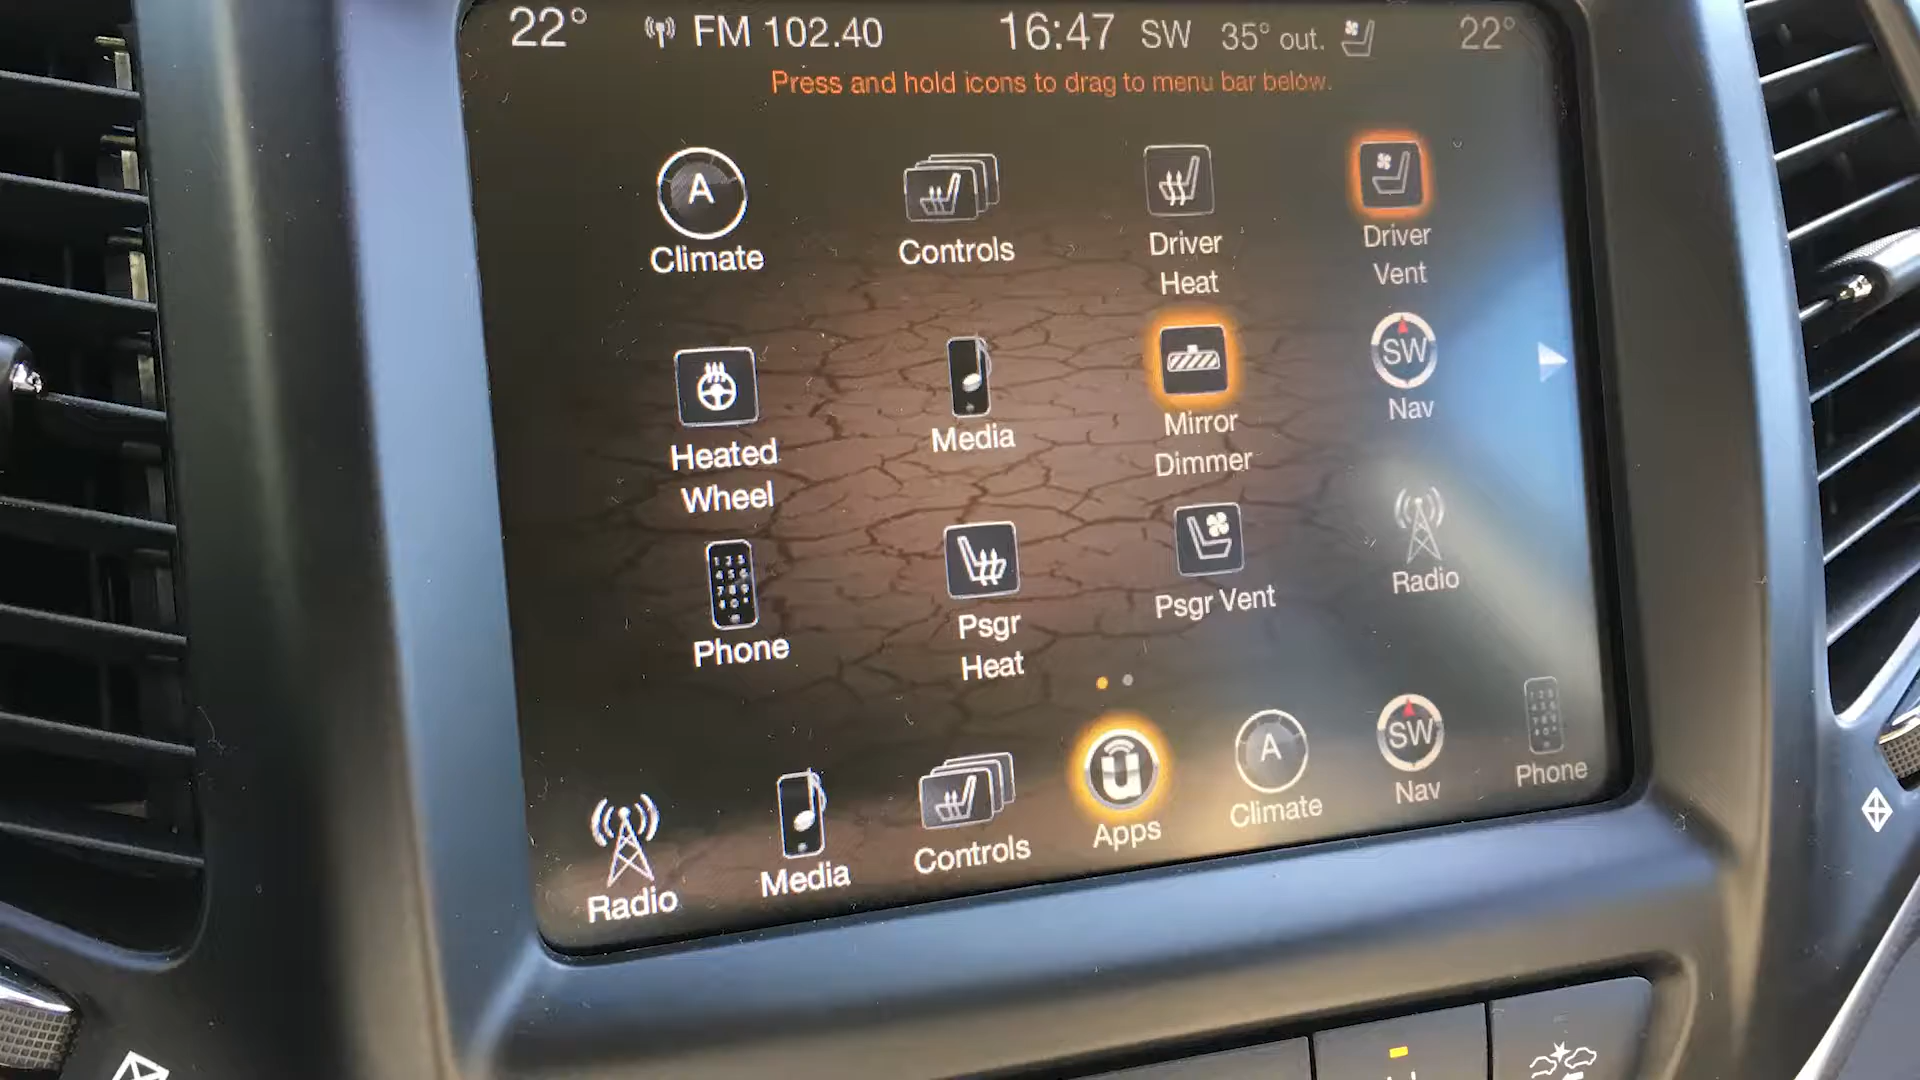 22° FM 102.40 16:47 SW 35° out. 22°
Press and hold icons to drag to menu bar below.
A
Climate
Controls
Driver
Heat
Driver
Vent
Heated
Wheel
Media
Mirror
Dimmer
SW
Nav
Phone
Psgr
Heat
Psgr Vent
Radio
Radio
Media
Controls
Apps
A
Climate
SW
Nav
Phone